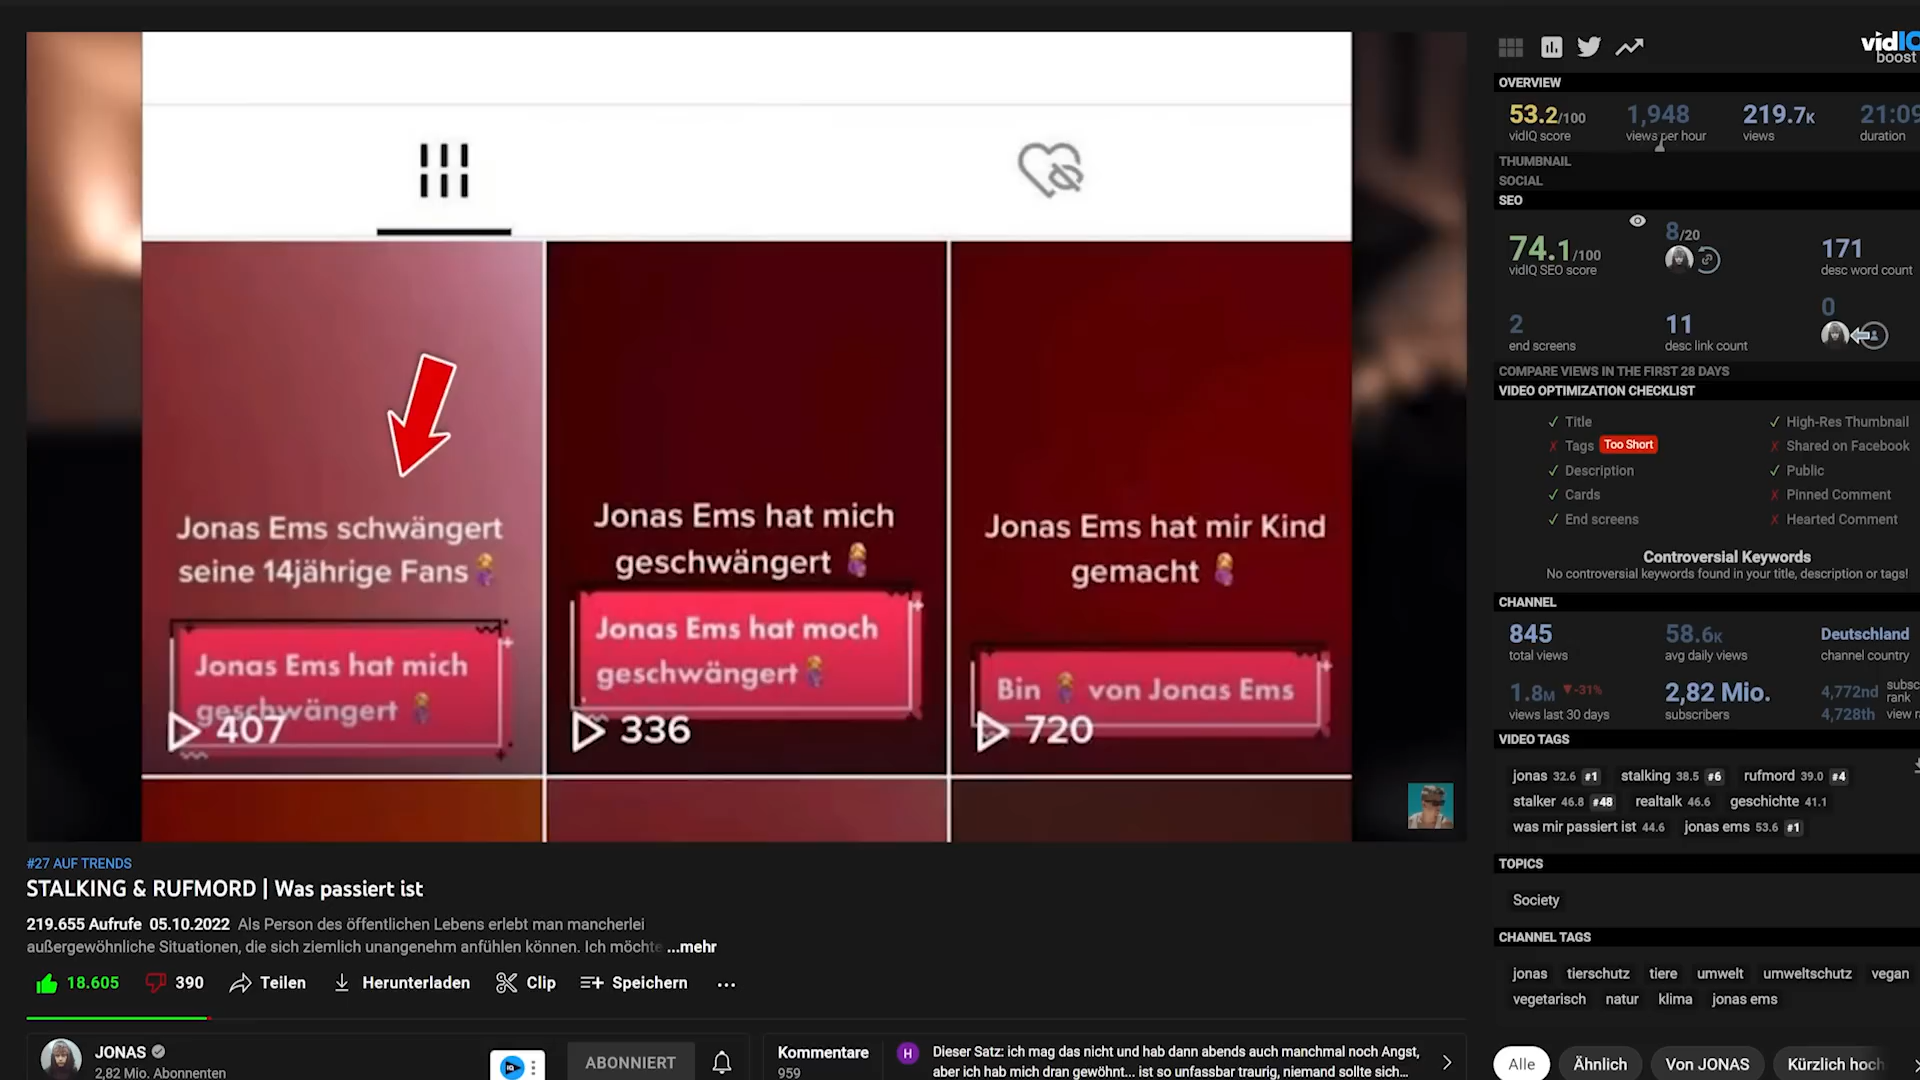 Jonas Ems schwängert
seine 14jährige Fans
Jonas Ems hat mich
geschwängert
407
Jonas Ems hat mich
geschwängert
Jonas Ems hat moch
geschwängert
336
Jonas Ems hat mir Kind
gemacht
Bin von Jonas Ems
720
#27 AUF TRENDS
STALKING & RUFMORD | Was passiert ist
219.655 Aufrufe 05.10.2022 Als Person des öffentlichen Lebens erlebt man mancherlei
außergewöhnliche Situationen, die sich ziemlich unangenehm anfühlen können. Ich möchte ...mehr
18.605 390 Teilen Herunterladen Clip Speichern ...
JONAS
2,82 Mio. Abonnenten
ABONNIERT
Kommentare
959
H
Dieser Satz: ich mag das nicht und hab dann abends auch manchmal noch Angst,
aber ich hab mich dran gewöhnt... ist so unfassbar traurig, niemand sollte sich...
vidIQ
boost
OVERVIEW
53.2/100 1,948 219.7K 21:09
vidIQ score views per hour views duration
THUMBNAIL
SOCIAL
SEO
74.1/100 8/20 171
vidIQ SEO score desc word count
2 11 0
end screens desc link count
COMPARE VIEWS IN THE FIRST 28 DAYS
VIDEO OPTIMIZATION CHECKLIST
✓ Title ✓ High-Res Thumbnail
✗ Tags Too Short ✗ Shared on Facebook
✓ Description ✓ Public
✓ Cards ✗ Pinned Comment
✓ End screens ✗ Hearted Comment
Controversial Keywords
No controversial keywords found in your title, description or tags!
CHANNEL
845 58.6K Deutschland
total views avg daily views channel country
1.8M ▼-31% 2,82 Mio. 4,772nd subsc rank
views last 30 days subscribers 4,728th view r
VIDEO TAGS
jonas 32.6 #1 stalking 38.5 #6 rufmord 39.0 #4
stalker 46.8 #48 realtalk 46.6 geschichte 41.1
was mir passiert ist 44.6 jonas ems 53.6 #1
TOPICS
Society
CHANNEL TAGS
jonas tierschutz tiere umwelt umweltschutz vegan
vegetarisch natur klima jonas ems
Alle Ähnlich Von JONAS Kürzlich hoch